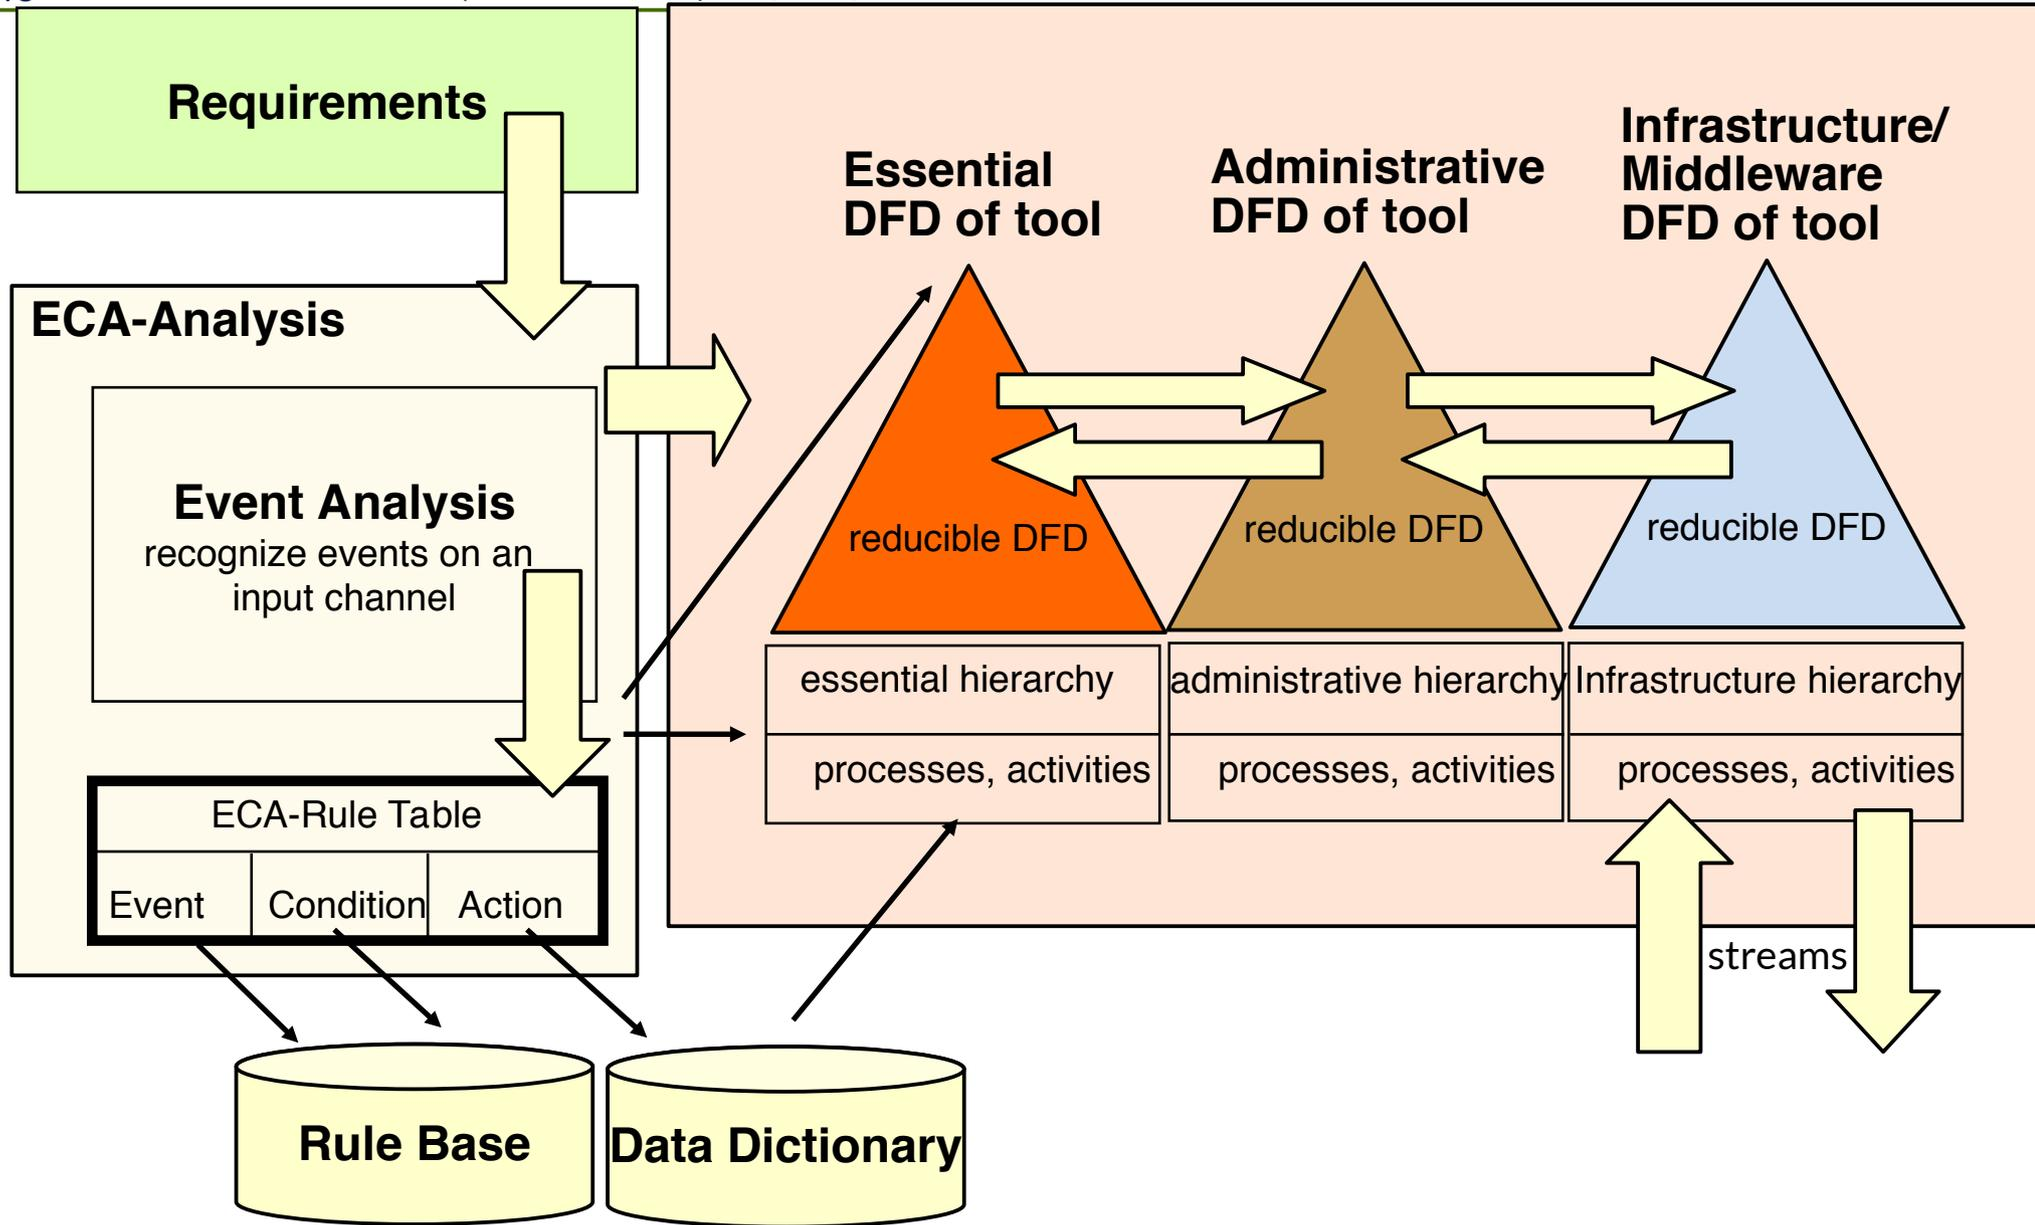 Requirements
ECA-Analysis
Event Analysis
recognize events on an
input channel
ECA-Rule Table
Event
Condition
Action
Rule Base
Data Dictionary
Essential
DFD of tool
Administrative
DFD of tool
Infrastructure/
Middleware
DFD of tool
reducible DFD
reducible DFD
reducible DFD
essential hierarchy
administrative hierarchy
Infrastructure hierarchy
processes, activities
processes, activities
processes, activities
streams